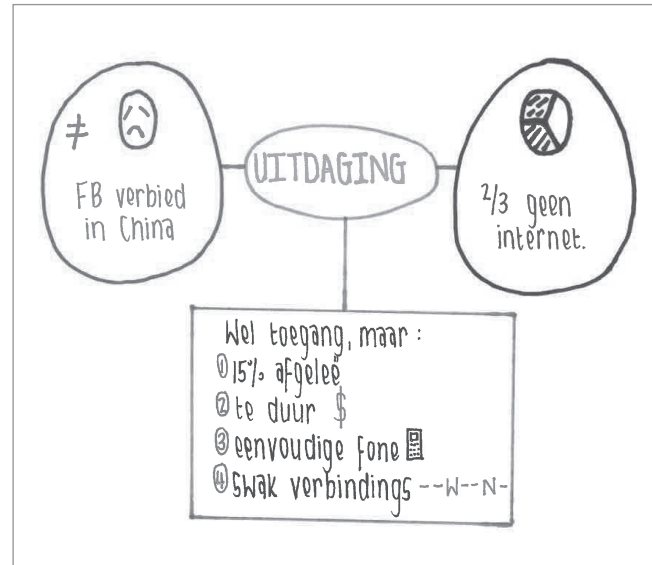 UITDAGING
≠
FB verbied
in China
2/3 geen
internet.
Wel toegang, maar :
① 15% afgeleë
② te duur $
③ eenvoudige fone
④ swak verbindings --W--N-